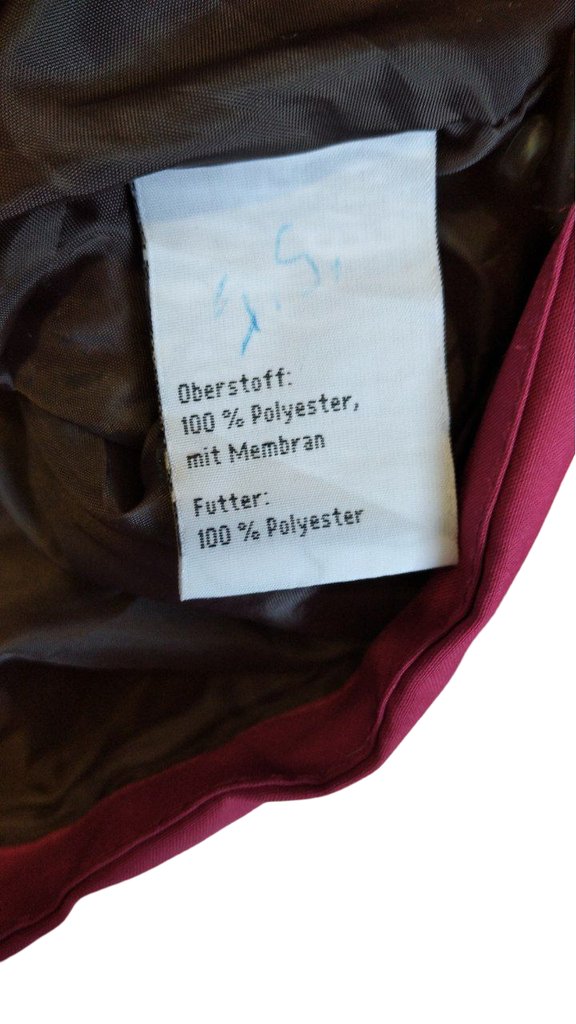 Oberstoff:
100 % Polyester,
mit Membran
Futter:
100 % Polyester